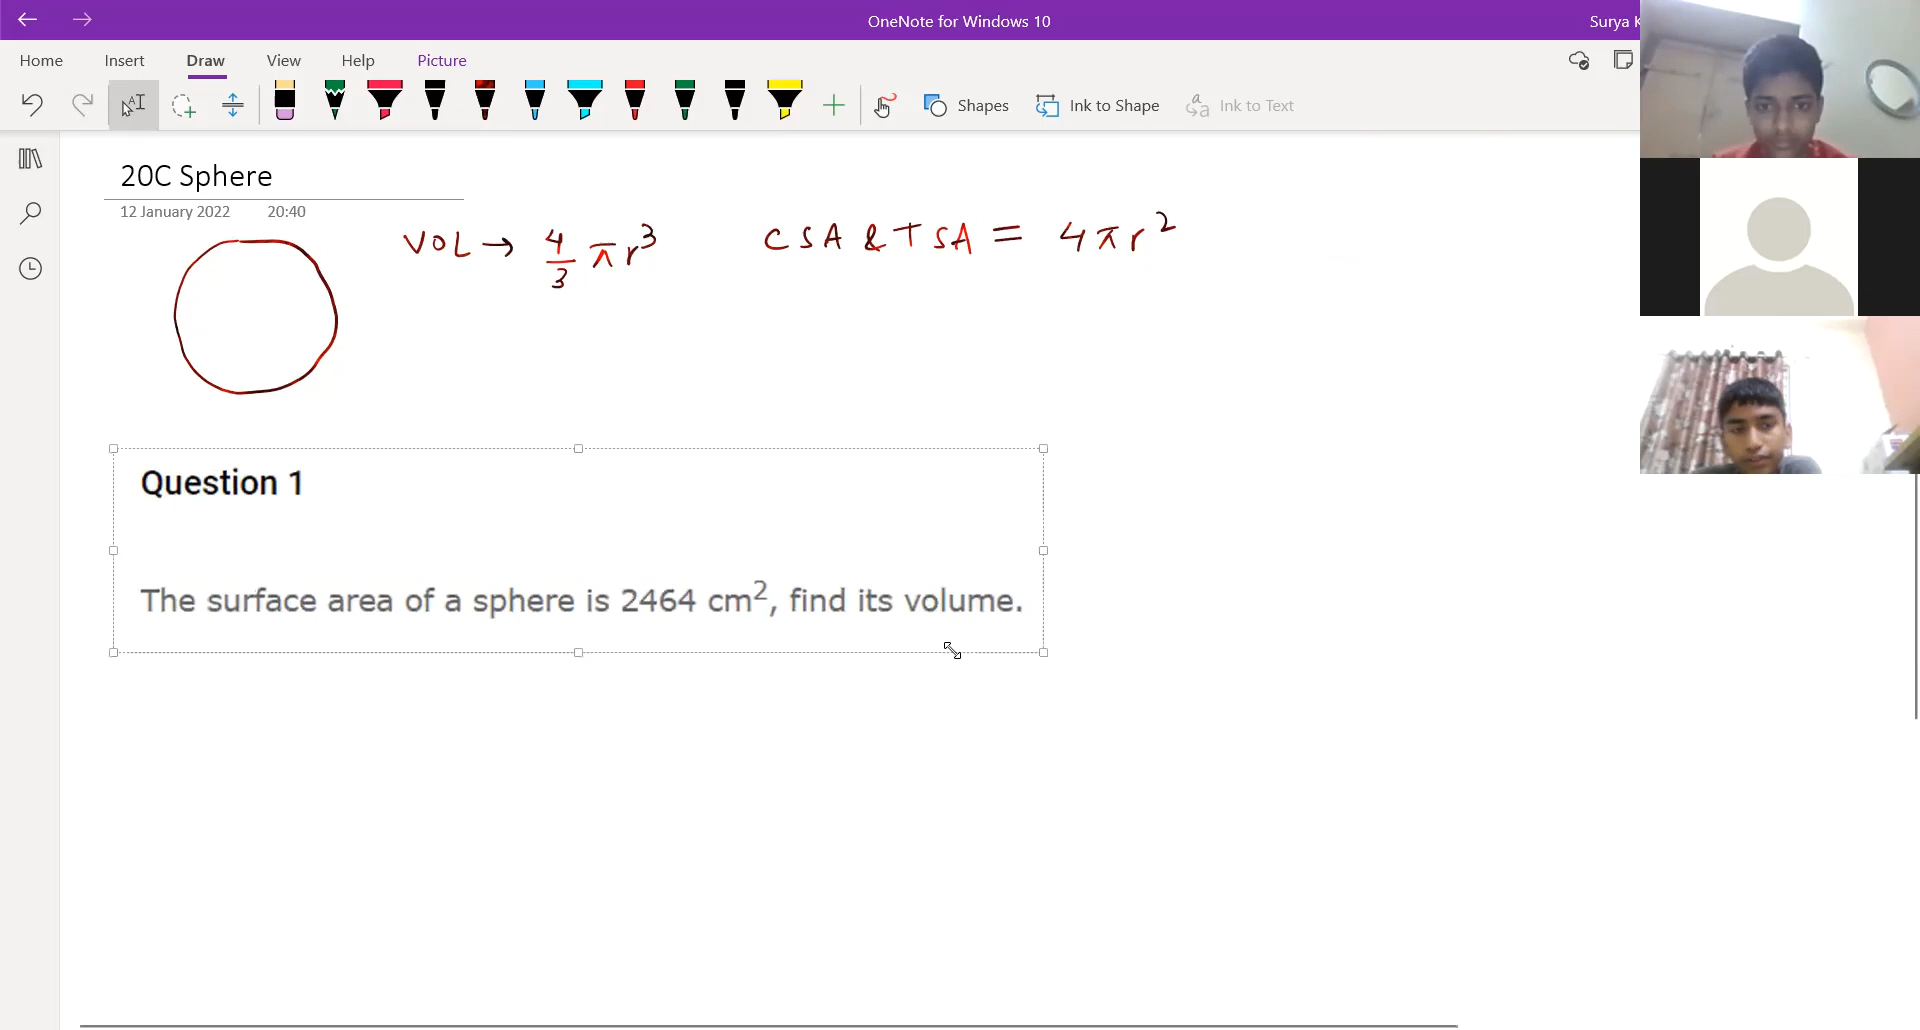 OneNote for Windows 10
Surya K
Home Insert Draw View Help Picture
Shapes Ink to Shape Ink to Text
20C Sphere
12 January 2022 20:40
VOL → 4/3 πr³ CSA & TSA = 4πr²
Question 1
The surface area of a sphere is 2464 cm², find its volume.